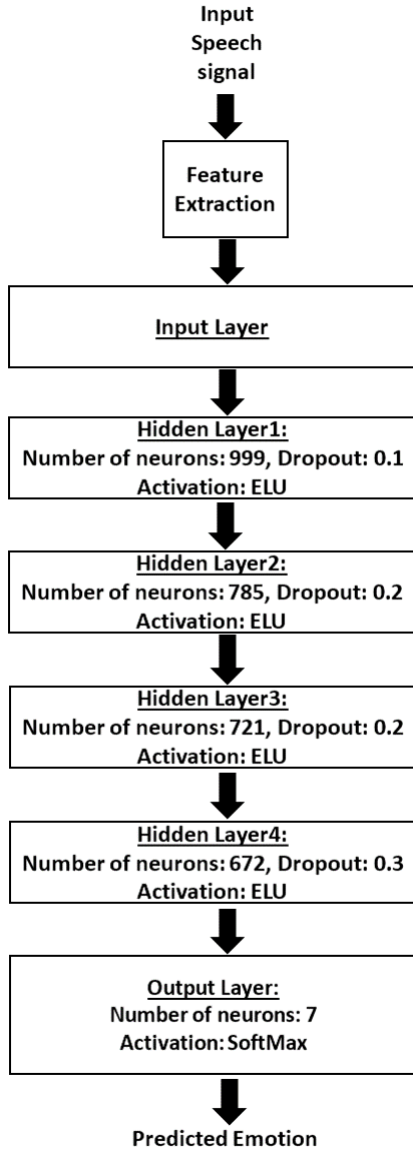 Input
Speech
signal
Feature
Extraction
Input Layer
Hidden Layer1:
Number of neurons: 999, Dropout: 0.1
Activation: ELU
Hidden Layer2:
Number of neurons: 785, Dropout: 0.2
Activation: ELU
Hidden Layer3:
Number of neurons: 721, Dropout: 0.2
Activation: ELU
Hidden Layer4:
Number of neurons: 672, Dropout: 0.3
Activation: ELU
Output Layer:
Number of neurons: 7
Activation: SoftMax
Predicted Emotion